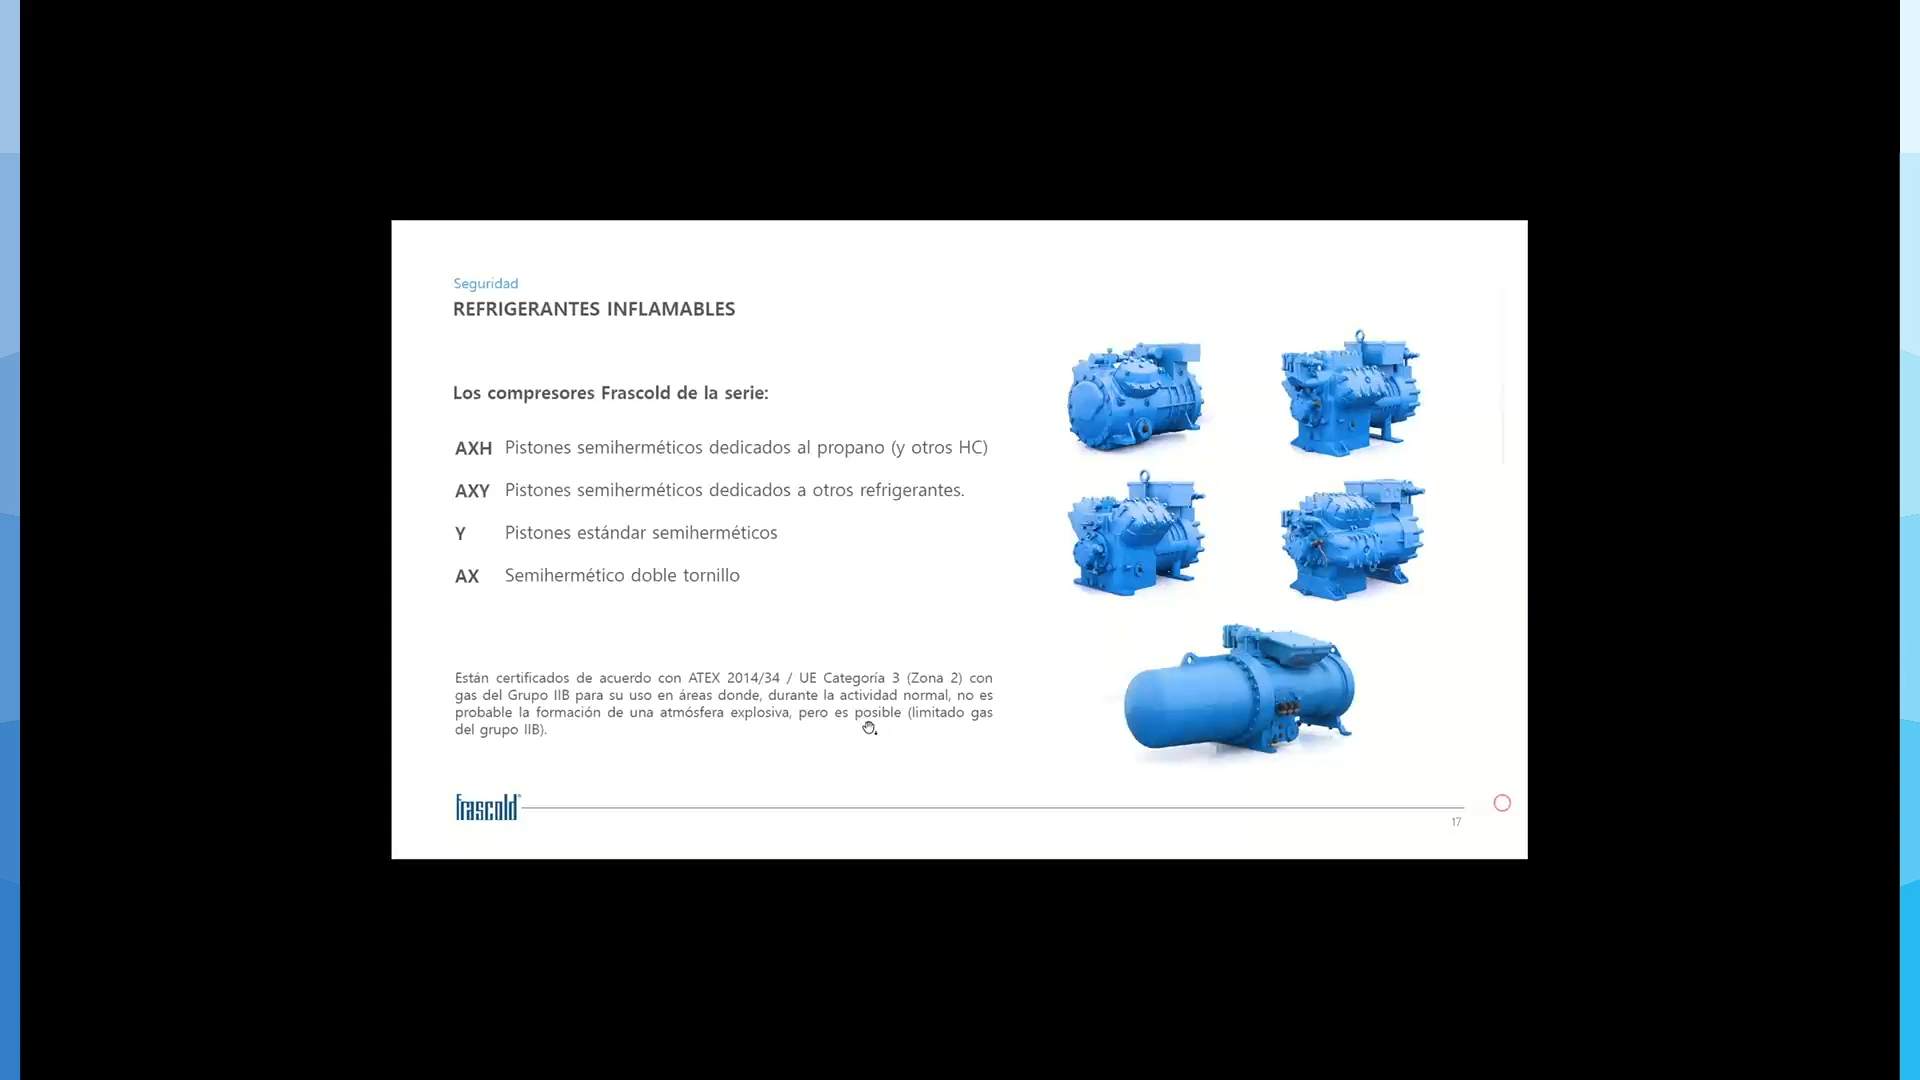 Seguridad
REFRIGERANTES INFLAMABLES
Los compresores Frascold de la serie:
AXH Pistones semiherméticos dedicados al propano (y otros HC)
AXY Pistones semiherméticos dedicados a otros refrigerantes.
Y Pistones estándar semiherméticos
AX Semihermético doble tornillo
Están certificados de acuerdo con ATEX 2014/34 / UE Categoría 3 (Zona 2) con
gas del Grupo IIB para su uso en áreas donde, durante la actividad normal, no es
probable la formación de una atmósfera explosiva, pero es posible (limitado gas
del grupo IIB).
frascold®
17